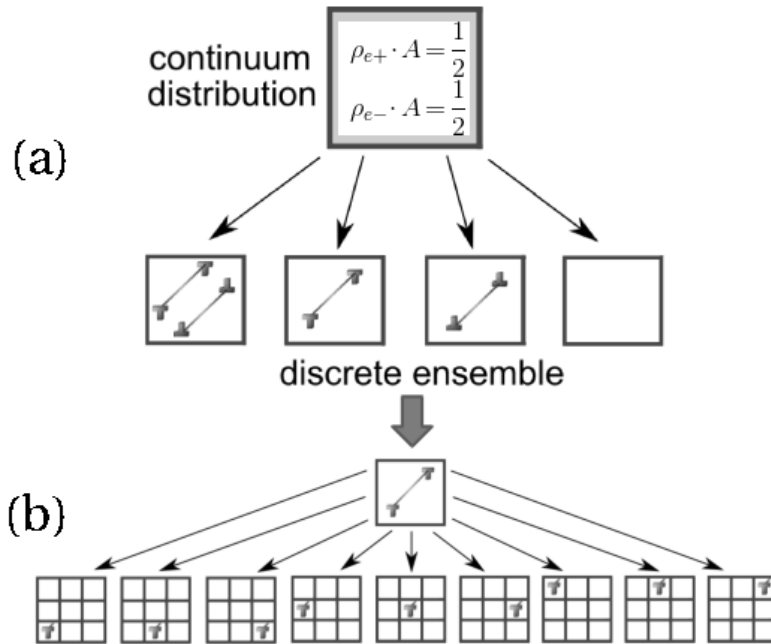 continuum
distribution
ρₑ₊ · A = 1/2
ρₑ₋ · A = 1/2
(a)
discrete ensemble
(b)